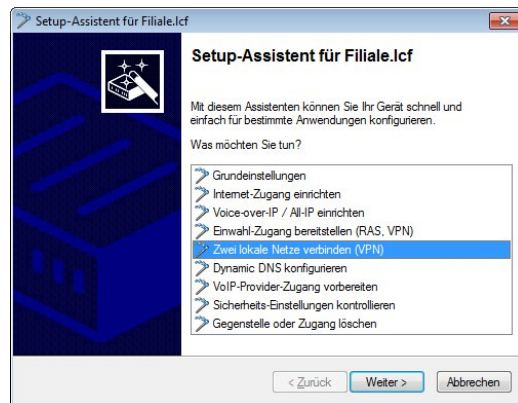 Setup-Assistent für Filiale.lcf
Setup-Assistent für Filiale.lcf
Mit diesem Assistenten können Sie Ihr Gerät schnell und
einfach für bestimmte Anwendungen konfigurieren.
Was möchten Sie tun?
Grundeinstellungen
Internet-Zugang einrichten
Voice-over-IP / All-IP einrichten
Einwahl-Zugang bereitstellen (RAS, VPN)
Zwei lokale Netze verbinden (VPN)
Dynamic DNS konfigurieren
VoIP-Provider-Zugang vorbereiten
Sicherheits-Einstellungen kontrollieren
Gegenstelle oder Zugang löschen
< Zurück Weiter > Abbrechen